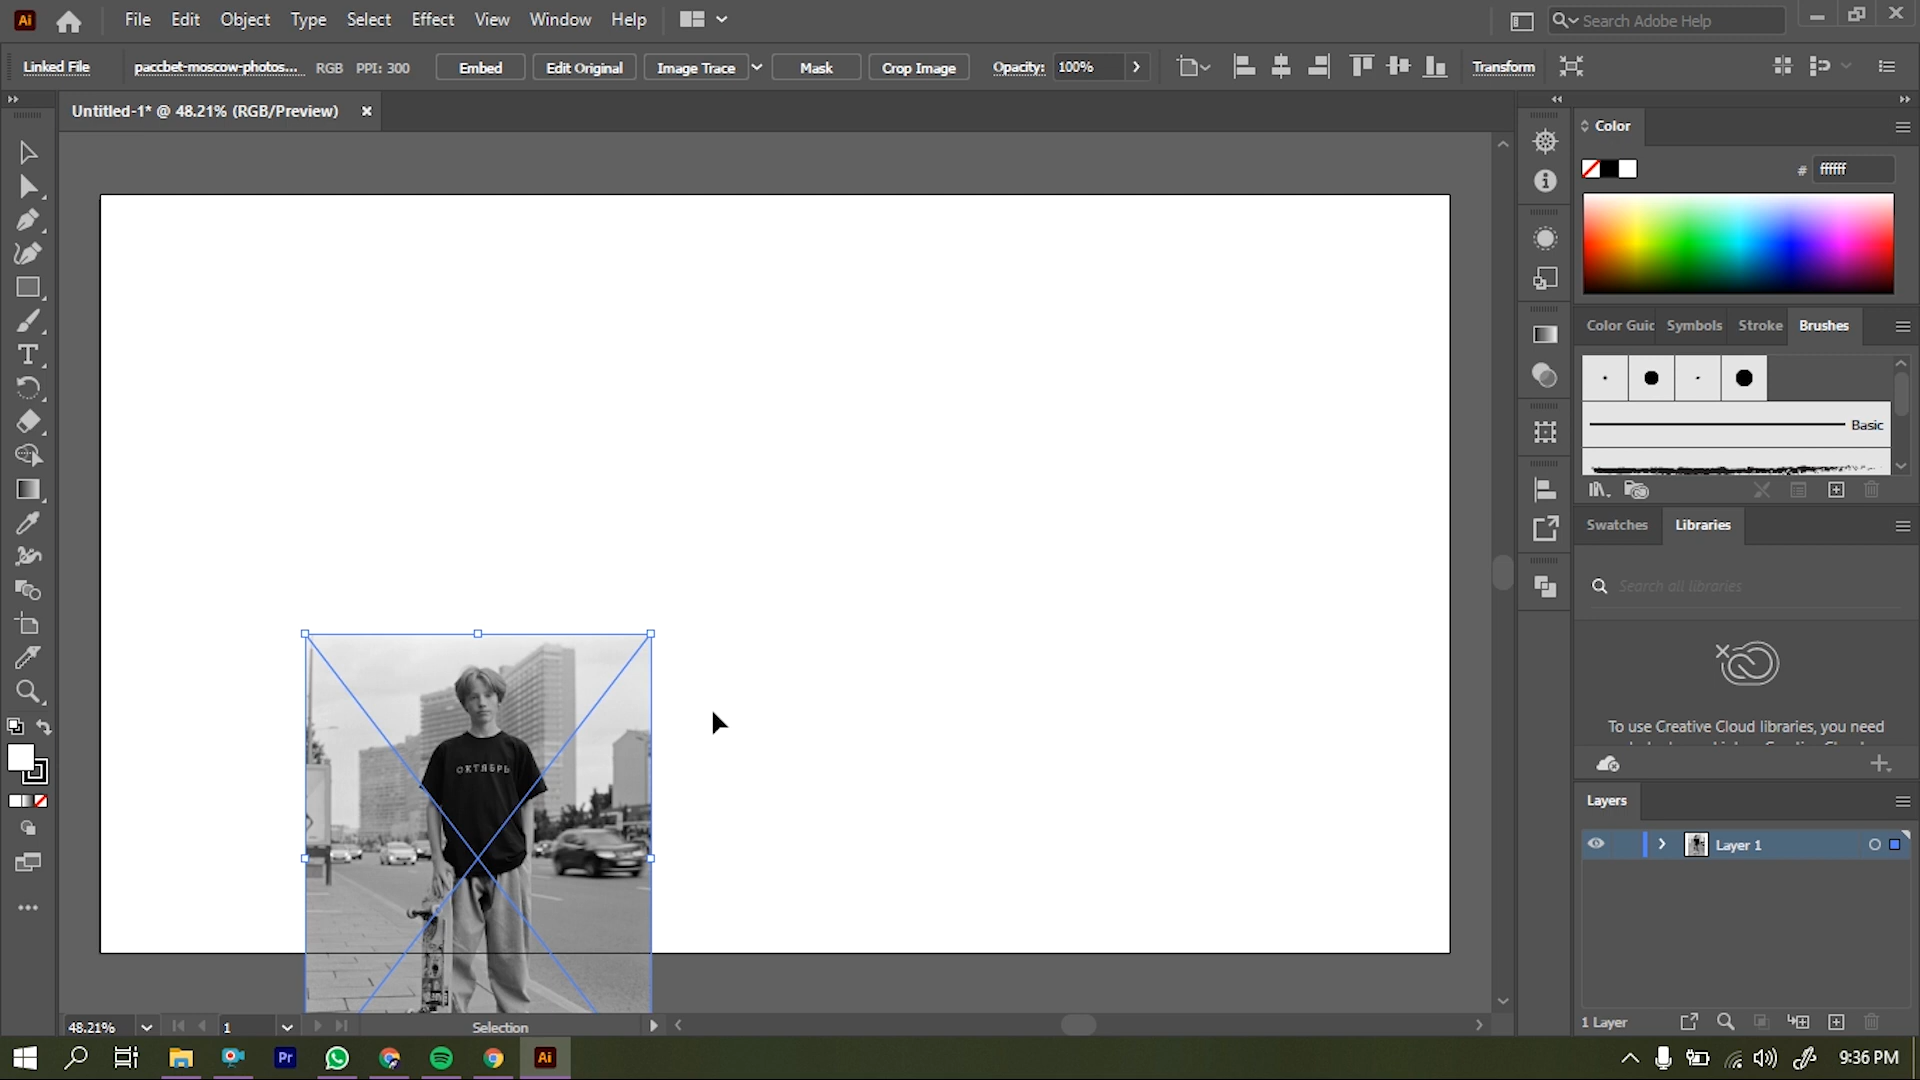 Ai File Edit Object Type Select Effect View Window Help Search Adobe Help
Linked File paccbet-moscow-photos... RGB PPI: 300 Embed Edit Original Image Trace Mask Crop Image Opacity: 100% Transform
Untitled-1* @ 48.21% (RGB/Preview)
Color
# ffffff
Color Guic Symbols Stroke Brushes
Basic
Swatches Libraries
Search all libraries
To use Creative Cloud libraries, you need
ОКТЯБРЬ
Layers
Layer 1
48.21% 1 Selection
1 Layer
Pr Ai 9:36 PM